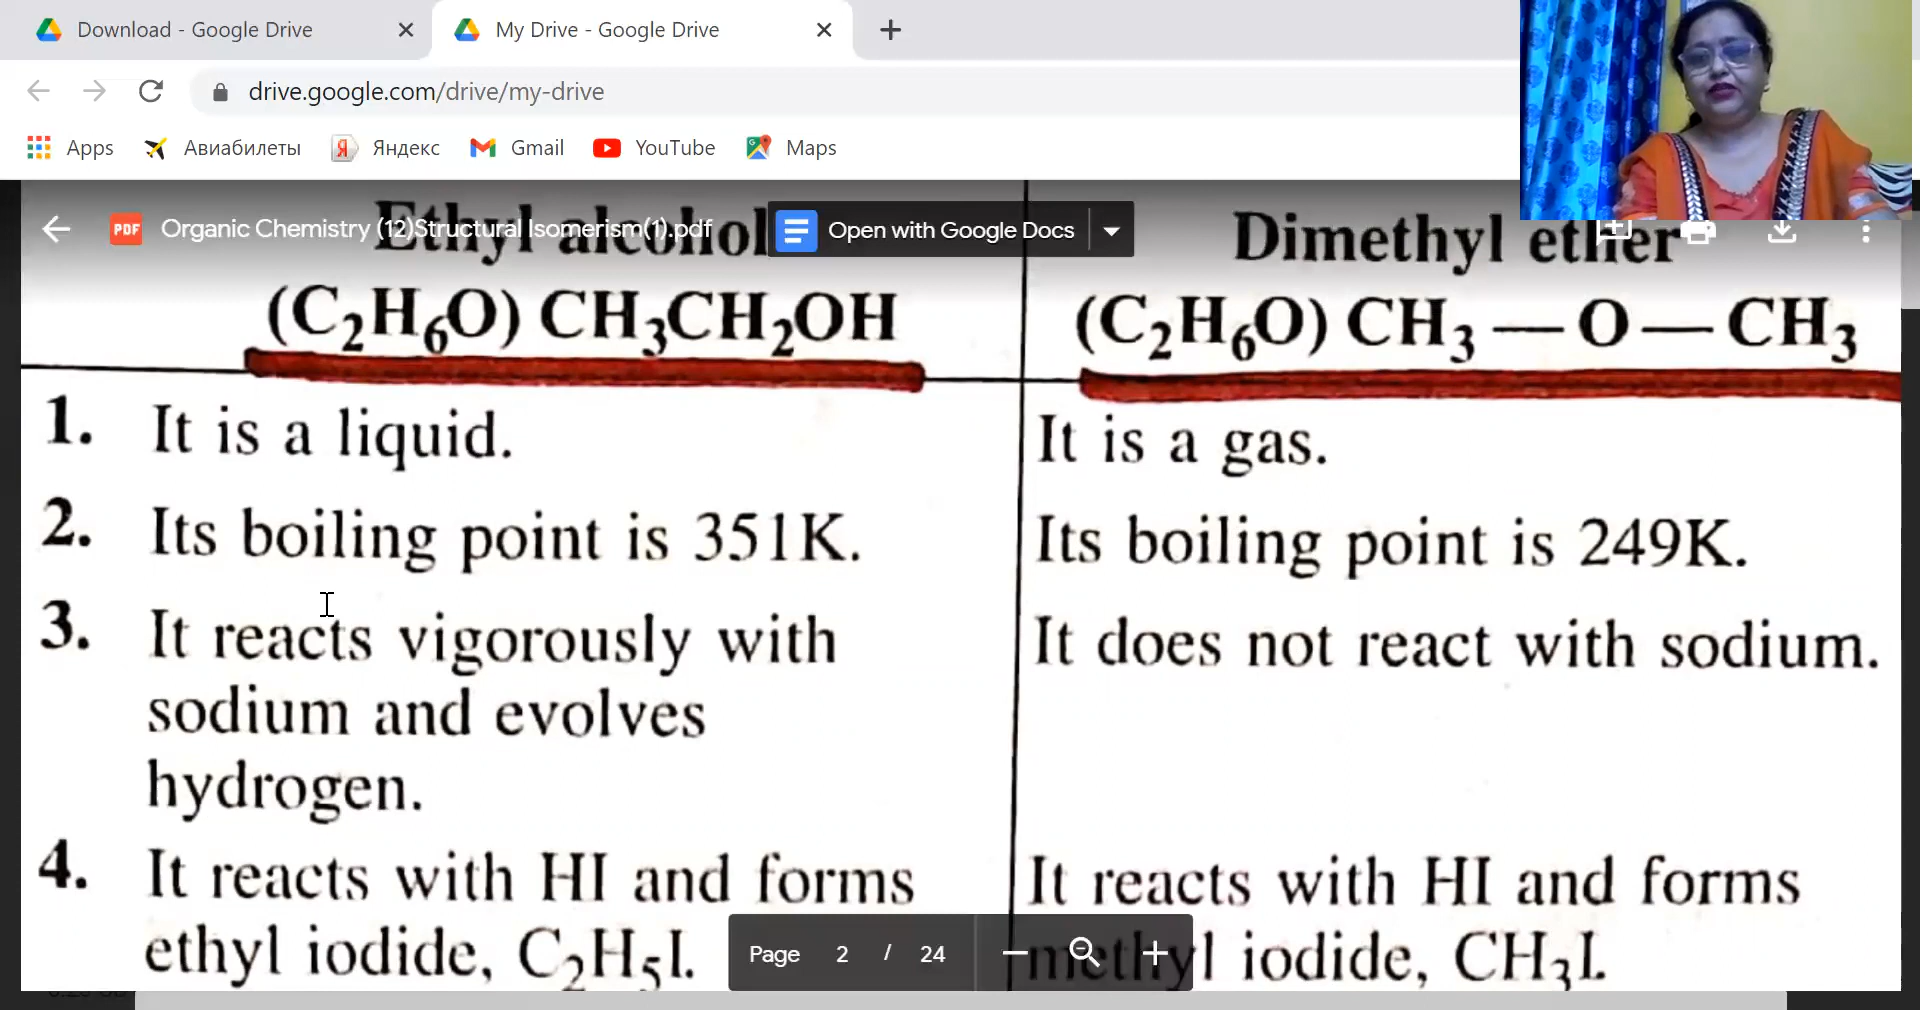 Download - Google Drive
My Drive - Google Drive
drive.google.com/drive/my-drive
Apps
Авиабилеты
Я
Яндекс
Gmail
YouTube
Maps
PDF
Organic Chemistry (12)Structural Isomerism(1).pdf
Open with Google Docs
Ethyl alcohol
Dimethyl ether
(C₂H₆O) CH₃CH₂OH
(C₂H₆O) CH₃ — O — CH₃
1. It is a liquid.
It is a gas.
2. Its boiling point is 351K.
Its boiling point is 249K.
3. It reacts vigorously with
sodium and evolves
hydrogen.
It does not react with sodium.
4. It reacts with HI and forms
ethyl iodide, C₂H₅I.
It reacts with HI and forms
methyl iodide, CH₃I.
Page 2 / 24